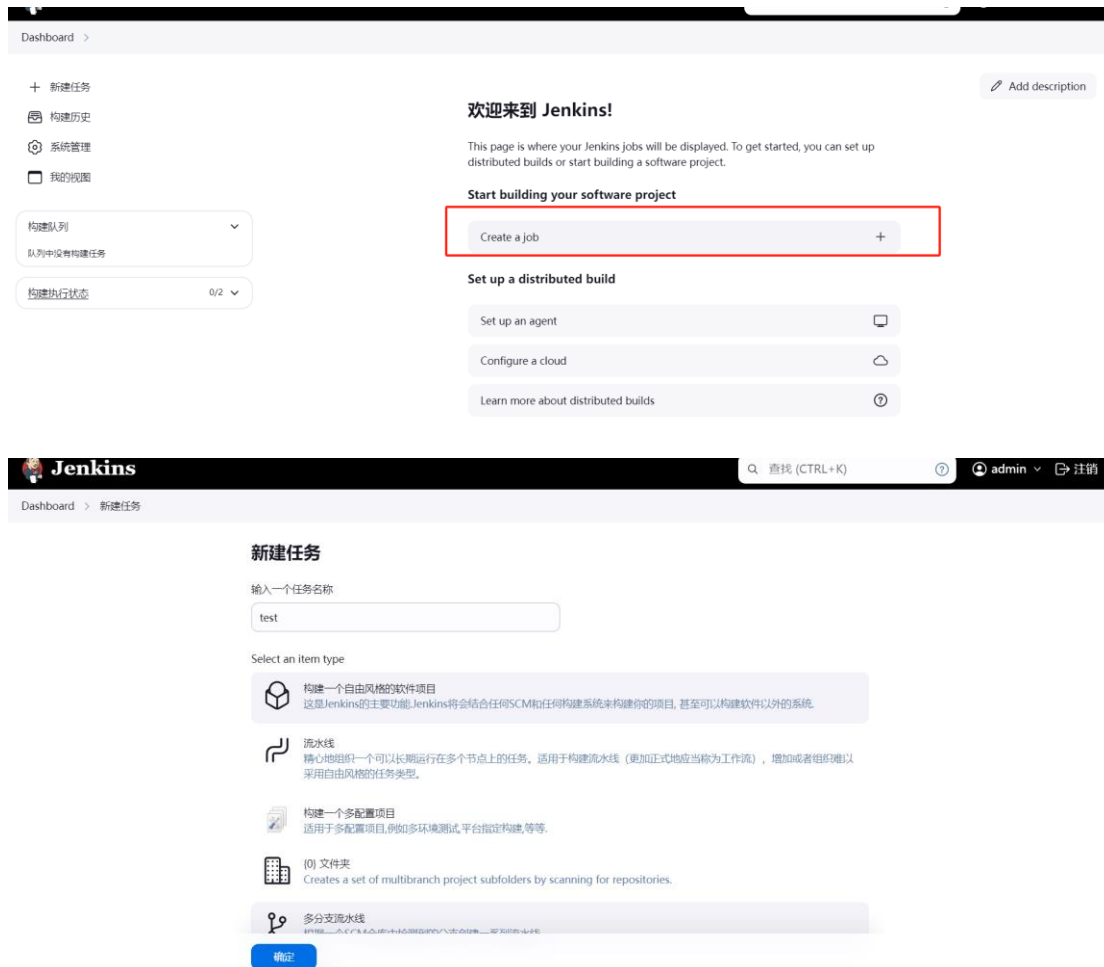 Dashboard >
新建任务
Add description
构建历史
欢迎来到 Jenkins!
系统管理
This page is where your Jenkins jobs will be displayed. To get started, you can set up
distributed builds or start building a software project.
我的视图
Start building your software project
构建队列
Create a job
队列中没有构建任务
Set up a distributed build
构建执行状态 0/2
Set up an agent
Configure a cloud
Learn more about distributed builds
Jenkins
查找 (CTRL+K)
admin
注销
Dashboard > 新建任务
新建任务
输入一个任务名称
test
Select an item type
构建一个自由风格的软件项目
这是Jenkins的主要功能.Jenkins将会结合任何SCM和任何构建系统来构建你的项目, 甚至可以构建软件以外的系统.
流水线
精心地组织一个可以长期运行在多个节点上的任务。适用于构建流水线（更加正式地应当称为工作流），增加或者组织难以
采用自由风格的任务类型。
构建一个多配置项目
适用于多配置项目,例如多环境测试,平台指定构建,等等.
(0) 文件夹
Creates a set of multibranch project subfolders by scanning for repositories.
多分支流水线
确定